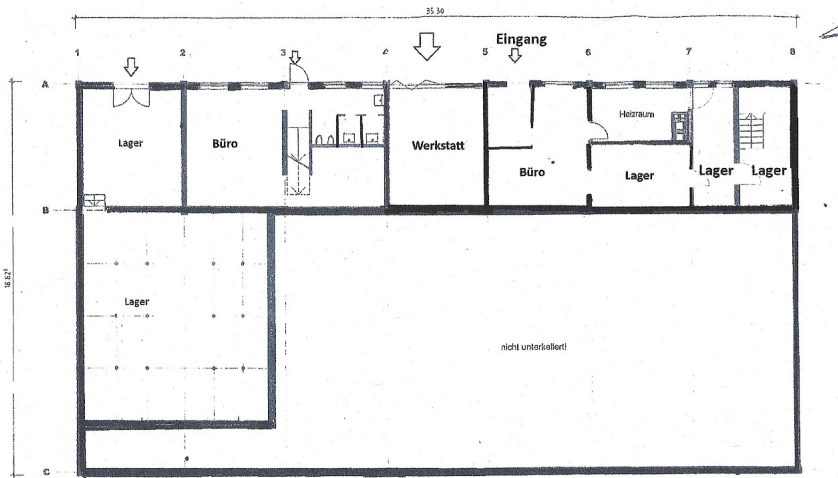 35.30
Eingang
1 2 3 4 5 6 7 8
A
Lager
Büro
Werkstatt
Büro
Heizraum
Lager
Lager
Lager
B
Lager
nicht unterkellert!
C